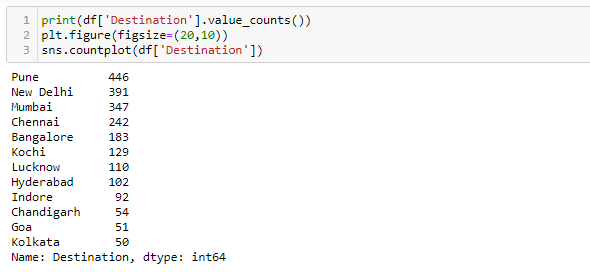 1 print(df['Destination'].value_counts())
2 plt.figure(figsize=(20,10))
3 sns.countplot(df['Destination'])
Pune 446
New Delhi 391
Mumbai 347
Chennai 242
Bangalore 183
Kochi 129
Lucknow 110
Hyderabad 102
Indore 92
Chandigarh 54
Goa 51
Kolkata 50
Name: Destination, dtype: int64